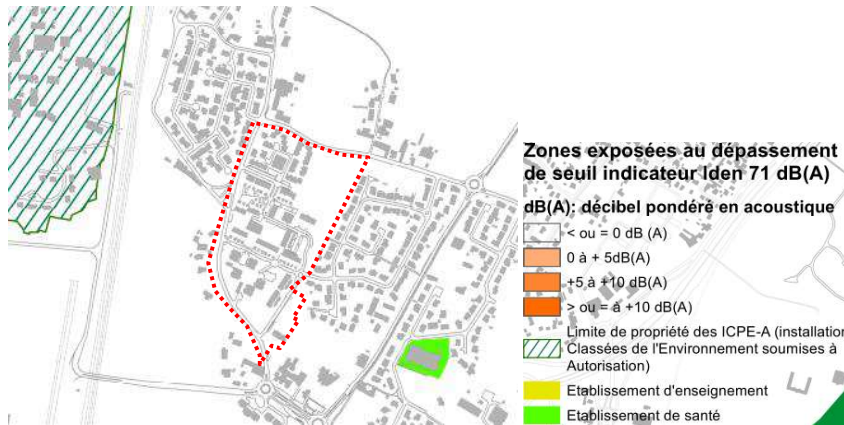 Zones exposées au dépassement
de seuil indicateur lden 71 dB(A)
dB(A): décibel pondéré en acoustique
< ou = 0 dB (A)
0 à + 5dB(A)
+5 à +10 dB(A)
> ou = à +10 dB(A)
Limite de propriété des ICPE-A (installation
Classées de l'Environnement soumises à
Autorisation)
Etablissement d'enseignement
Etablissement de santé